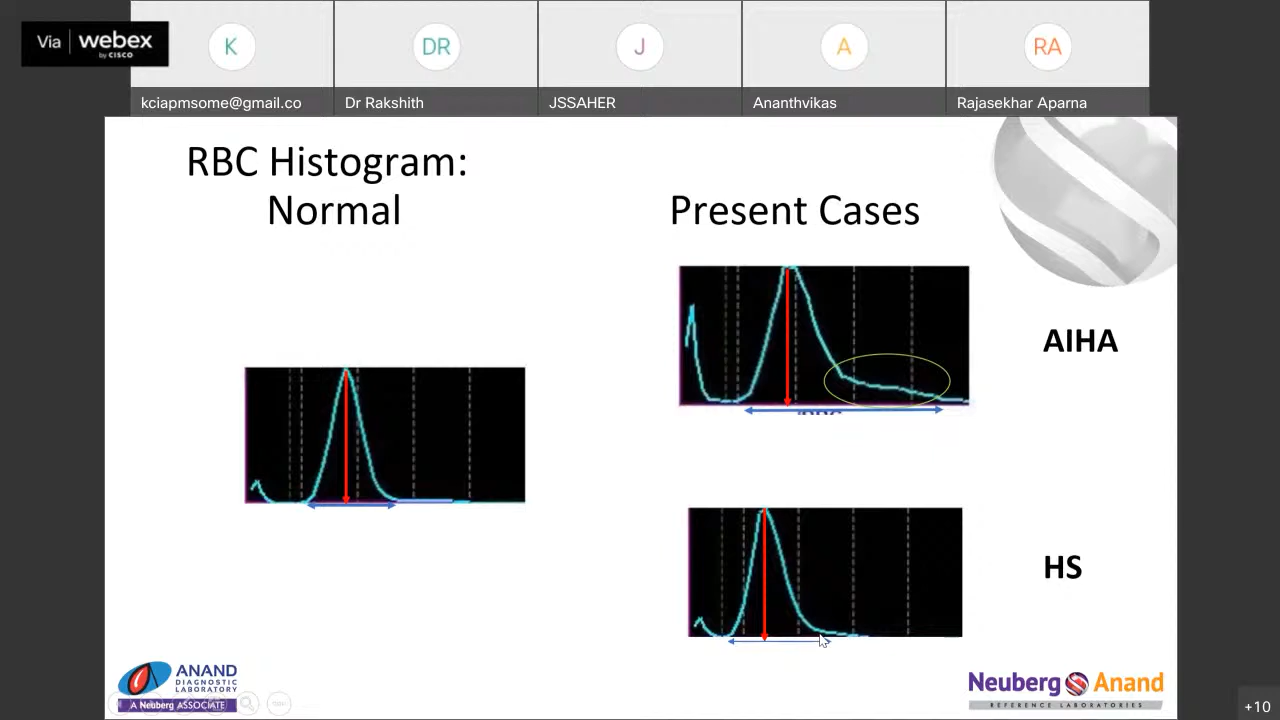 Via webex
by CISCO
K
DR
J
A
RA
kciapmsome@gmail.co
Dr Rakshith
JSSAHER
Ananthvikas
Rajasekhar Aparna
RBC Histogram:
Normal
Present Cases
AIHA
HS
ANAND
DIAGNOSTIC
LABORATORY
A Neuberg ASSOCIATE
Neuberg Anand
REFERENCE LABORATORIES
+10